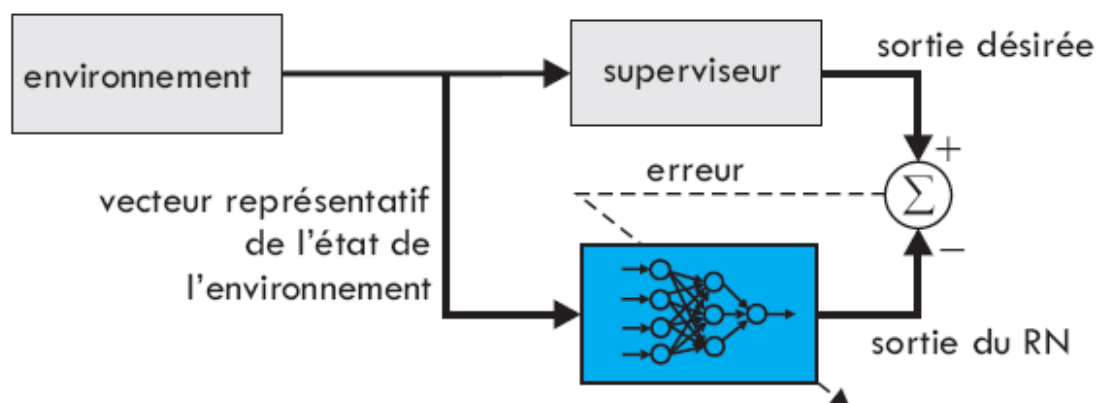 environnement
superviseur
sortie désirée
+
erreur
Σ
vecteur représentatif
de l'état de
l'environnement
−
sortie du RN